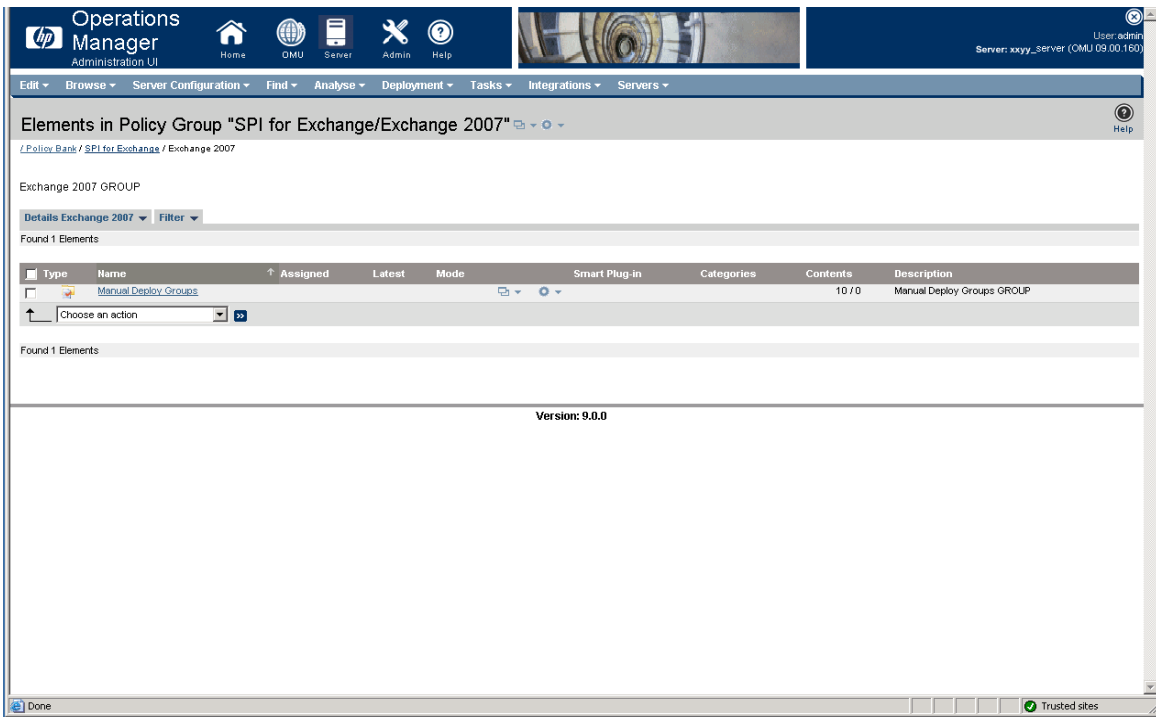 Operations
Manager
Administration UI
hp
Home
OMU
Server
Admin
Help
User:admin
Server: xxyy_server (OMU 09.00.160)
Edit Browse Server Configuration Find Analyse Deployment Tasks Integrations Servers
Elements in Policy Group "SPI for Exchange/Exchange 2007"
Help
/ Policy Bank / SPI for Exchange / Exchange 2007
Exchange 2007 GROUP
Details Exchange 2007 Filter
Found 1 Elements
Type Name Assigned Latest Mode Smart Plug-in Categories Contents Description
Manual Deploy Groups 10 / 0 Manual Deploy Groups GROUP
Choose an action
Found 1 Elements
Version: 9.0.0
Done Trusted sites